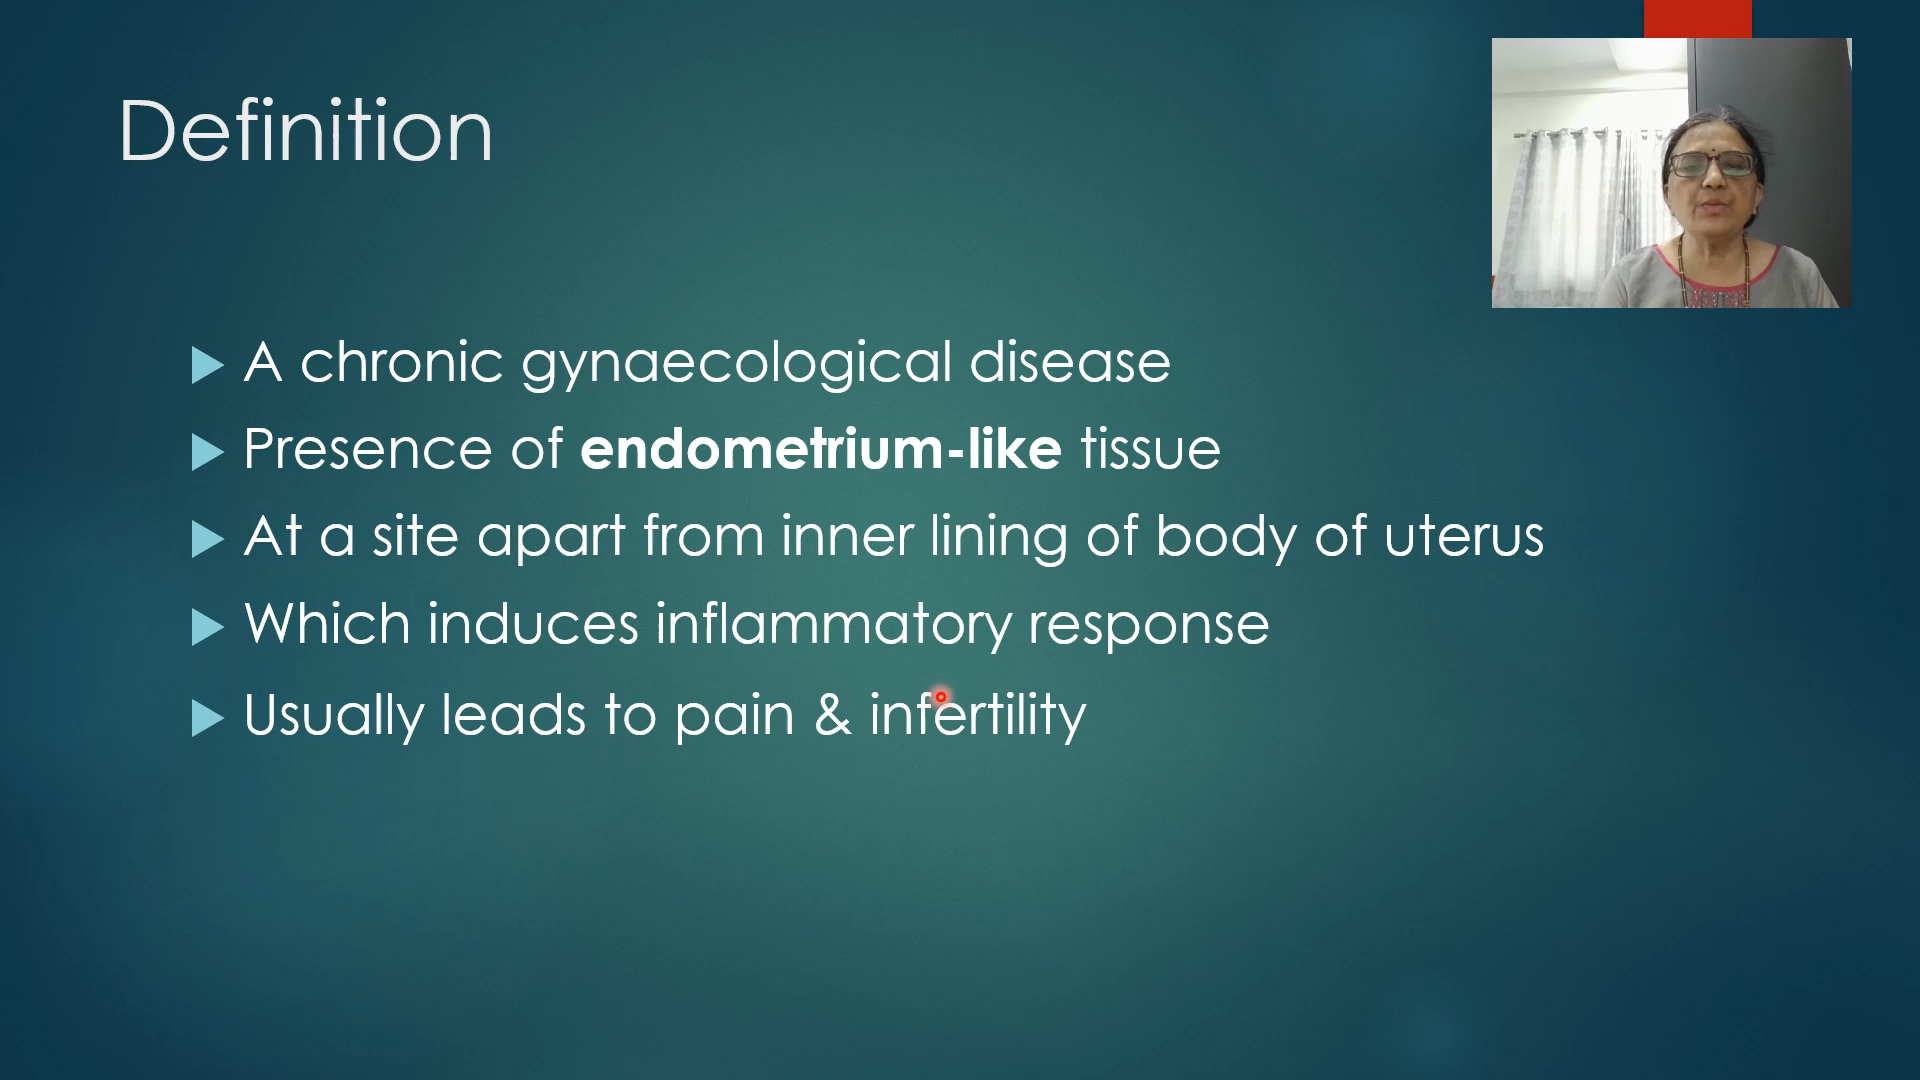 Definition
A chronic gynaecological disease
Presence of endometrium-like tissue
At a site apart from inner lining of body of uterus
Which induces inflammatory response
Usually leads to pain & infertility